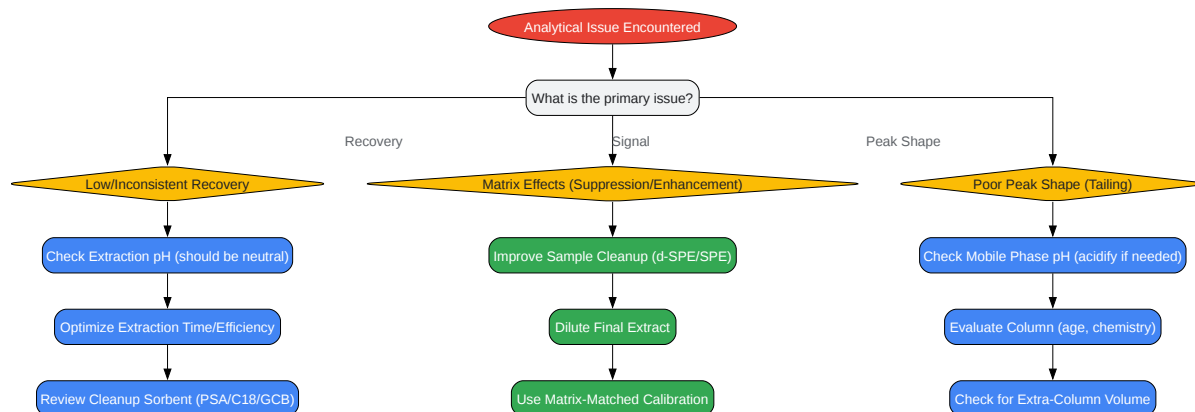 Analytical Issue Encountered
What is the primary issue?
Recovery
Signal
Peak Shape
Low/Inconsistent Recovery
Matrix Effects (Suppression/Enhancement)
Poor Peak Shape (Tailing)
Check Extraction pH (should be neutral)
Improve Sample Cleanup (d-SPE/SPE)
Check Mobile Phase pH (acidify if needed)
Optimize Extraction Time/Efficiency
Dilute Final Extract
Evaluate Column (age, chemistry)
Review Cleanup Sorbent (PSA/C18/GCB)
Use Matrix-Matched Calibration
Check for Extra-Column Volume